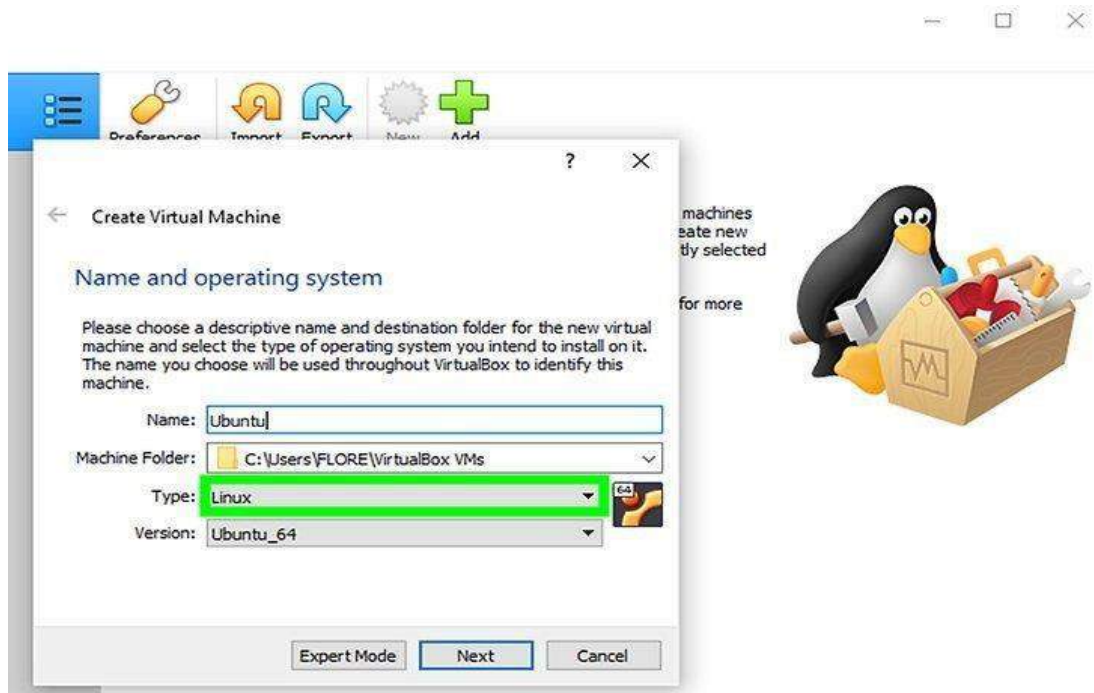 Preferences Import Export New Add
? 
Create Virtual Machine
machines
eate new
tly selected
for more
Name and operating system
Please choose a descriptive name and destination folder for the new virtual
machine and select the type of operating system you intend to install on it.
The name you choose will be used throughout VirtualBox to identify this
machine.
Name: Ubuntu
Machine Folder: C:\Users\FLORE\VirtualBox VMs
Type: Linux
64
Version: Ubuntu_64
Expert Mode Next Cancel